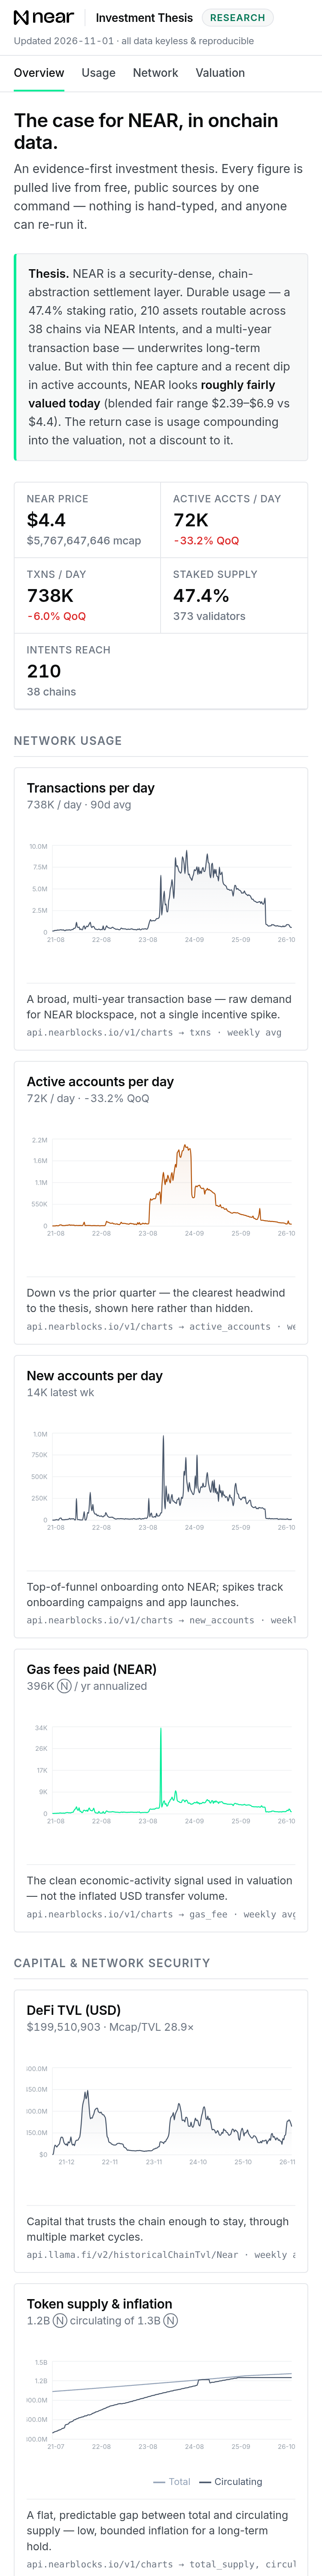 near Investment Thesis RESEARCH
Updated 2026-11-01 · all data keyless & reproducible
Overview Usage Network Valuation
The case for NEAR, in onchain
data.
An evidence-first investment thesis. Every figure is
pulled live from free, public sources by one
command — nothing is hand-typed, and anyone
can re-run it.
Thesis. NEAR is a security-dense, chain-
abstraction settlement layer. Durable usage — a
47.4% staking ratio, 210 assets routable across
38 chains via NEAR Intents, and a multi-year
transaction base — underwrites long-term
value. But with thin fee capture and a recent dip
in active accounts, NEAR looks roughly fairly
valued today (blended fair range $2.39–$6.9 vs
$4.4). The return case is usage compounding
into the valuation, not a discount to it.
NEAR PRICE
$4.4
$5,767,647,646 mcap
ACTIVE ACCTS / DAY
72K
-33.2% QoQ
TXNS / DAY
738K
-6.0% QoQ
STAKED SUPPLY
47.4%
373 validators
INTENTS REACH
210
38 chains
NETWORK USAGE
Transactions per day
738K / day · 90d avg
10.0M
7.5M
5.0M
2.5M
0
21-08 22-08 23-08 24-09 25-09 26-10
A broad, multi-year transaction base — raw demand
for NEAR blockspace, not a single incentive spike.
api.nearblocks.io/v1/charts → txns · weekly avg
Active accounts per day
72K / day · -33.2% QoQ
2.2M
1.6M
1.1M
550K
0
21-08 22-08 23-08 24-09 25-09 26-10
Down vs the prior quarter — the clearest headwind
to the thesis, shown here rather than hidden.
api.nearblocks.io/v1/charts → active_accounts · we
New accounts per day
14K latest wk
1.0M
750K
500K
250K
0
21-08 22-08 23-08 24-09 25-09 26-10
Top-of-funnel onboarding onto NEAR; spikes track
onboarding campaigns and app launches.
api.nearblocks.io/v1/charts → new_accounts · weekl
Gas fees paid (NEAR)
396K Ⓝ / yr annualized
34K
26K
17K
9K
0
21-08 22-08 23-08 24-09 25-09 26-10
The clean economic-activity signal used in valuation
— not the inflated USD transfer volume.
api.nearblocks.io/v1/charts → gas_fee · weekly avg
CAPITAL & NETWORK SECURITY
DeFi TVL (USD)
$199,510,903 · Mcap/TVL 28.9×
00.0M
50.0M
00.0M
50.0M
$0
21-12 22-11 23-11 24-10 25-10 26-11
Capital that trusts the chain enough to stay, through
multiple market cycles.
api.llama.fi/v2/historicalChainTvl/Near · weekly a
Token supply & inflation
1.2B Ⓝ circulating of 1.3B Ⓝ
1.5B
1.2B
00.0M
00.0M
00.0M
21-07 22-08 23-08 24-08 25-09 26-10
Total Circulating
A flat, predictable gap between total and circulating
supply — low, bounded inflation for a long-term
hold.
api.nearblocks.io/v1/charts → total_supply, circul